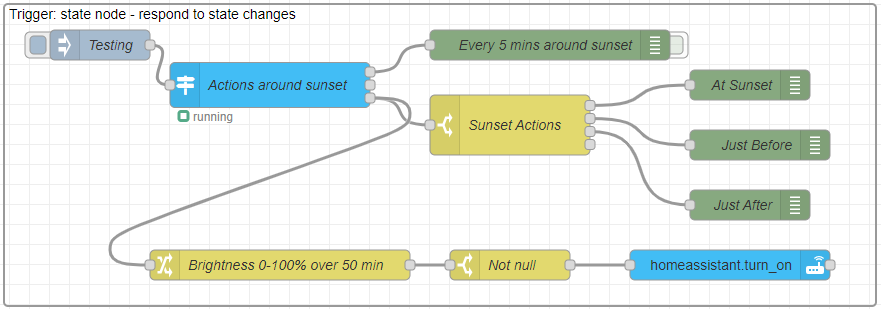 Trigger: state node - respond to state changes
Testing
Every 5 mins around sunset
Actions around sunset
At Sunset
running
Sunset Actions
Just Before
Just After
Brightness 0-100% over 50 min
Not null
homeassistant.turn_on